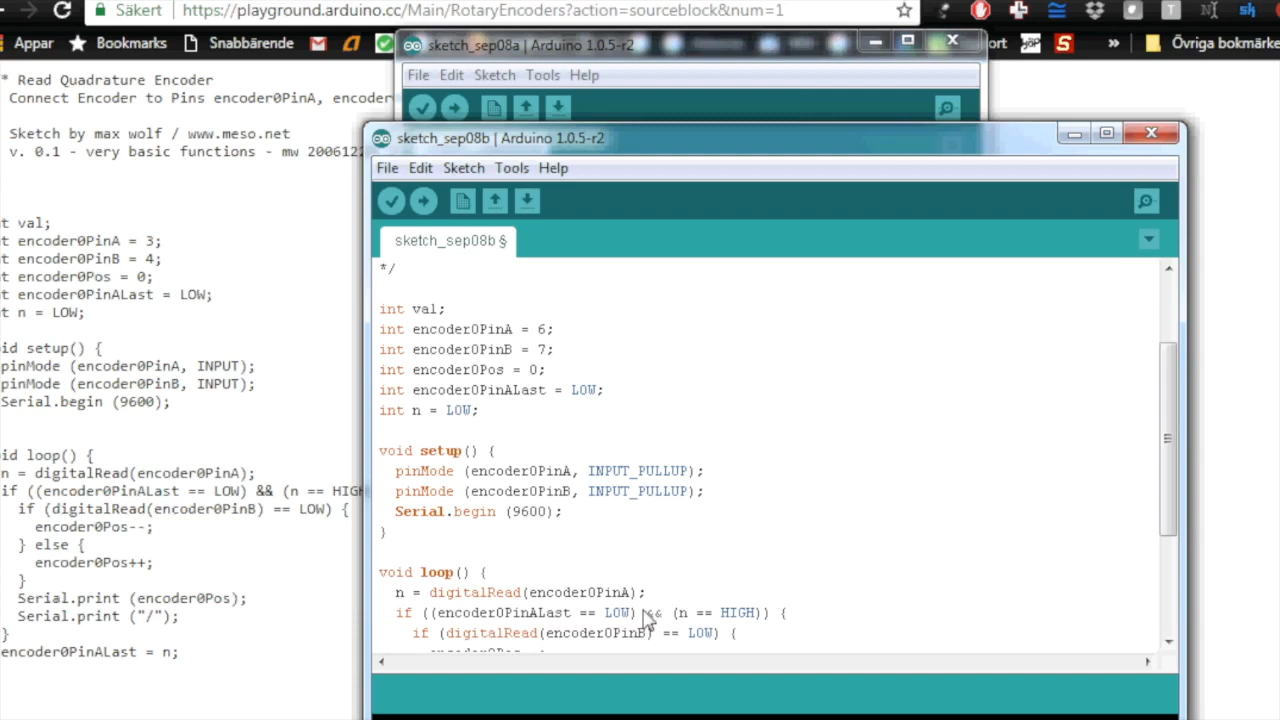 Säkert
https://playground.arduino.cc/Main/RotaryEncoders?action=sourceblock&num=1
Appar
Bookmarks
Snabbärende
ort
Övriga bokmärke
* Read Quadrature Encoder
Connect Encoder to Pins encoder0PinA, encoder
Sketch by max wolf / www.meso.net
v. 0.1 - very basic functions - mw 2006122
t val;
t encoder0PinA = 3;
t encoder0PinB = 4;
t encoder0Pos = 0;
t encoder0PinALast = LOW;
t n = LOW;
id setup() {
pinMode (encoder0PinA, INPUT);
pinMode (encoder0PinB, INPUT);
Serial.begin (9600);
id loop() {
n = digitalRead(encoder0PinA);
if ((encoder0PinALast == LOW) && (n == HIGH
if (digitalRead(encoder0PinB) == LOW) {
encoder0Pos--;
} else {
encoder0Pos++;
}
Serial.print (encoder0Pos);
Serial.print ("/");
}
encoder0PinALast = n;
sketch_sep08a | Arduino 1.0.5-r2
File Edit Sketch Tools Help
sketch_sep08b | Arduino 1.0.5-r2
File Edit Sketch Tools Help
sketch_sep08b §
*/
int val;
int encoder0PinA = 6;
int encoder0PinB = 7;
int encoder0Pos = 0;
int encoder0PinALast = LOW;
int n = LOW;
void setup() {
pinMode (encoder0PinA, INPUT_PULLUP);
pinMode (encoder0PinB, INPUT_PULLUP);
Serial.begin (9600);
}
void loop() {
n = digitalRead(encoder0PinA);
if ((encoder0PinALast == LOW) && (n == HIGH)) {
if (digitalRead(encoder0PinB) == LOW) {